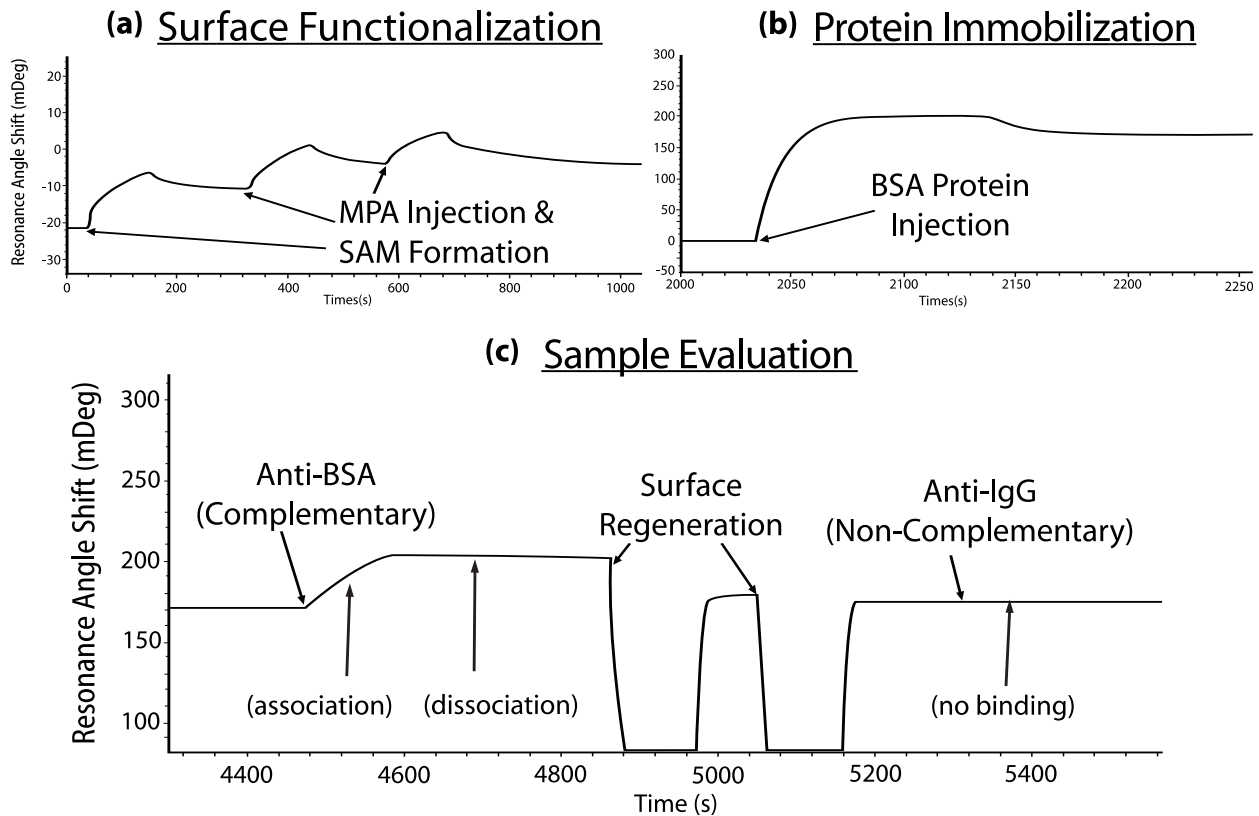 (a) Surface Functionalization
Resonance Angle Shift (mDeg)
20
10
0
-10
-20
-30
MPA Injection &
SAM Formation
0 200 400 600 800 1000
Times(s)
(b) Protein Immobilization
300
250
200
150
100
50
0
-50
BSA Protein
Injection
2000 2050 2100 2150 2200 2250
Times(s)
(c) Sample Evaluation
Resonance Angle Shift (mDeg)
300
250
200
150
100
Anti-BSA
(Complementary)
Surface
Regeneration
Anti-IgG
(Non-Complementary)
(association)
(dissociation)
(no binding)
4400 4600 4800 5000 5200 5400
Time (s)